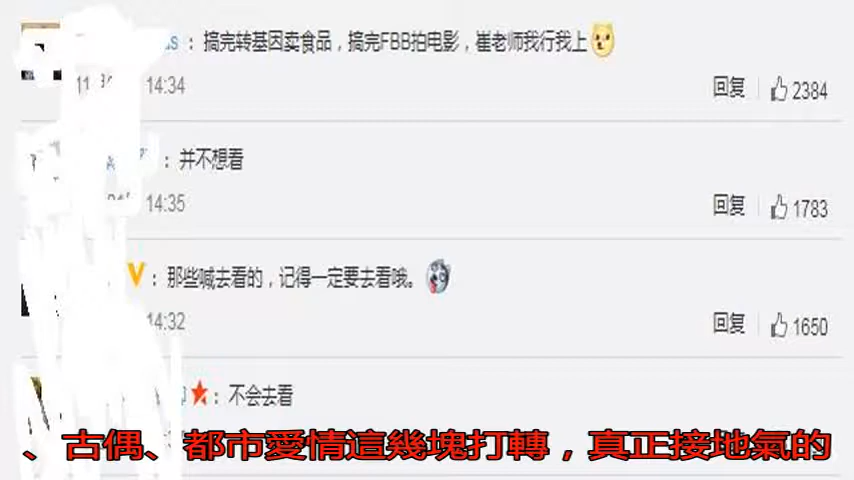 ：搞完转基因卖食品，搞完FBB拍电影，崔老师我行我上
14:34 回复 2384
：并不想看
14:35 回复 1783
V：那些喊去看的，记得一定要去看哦。
14:32 回复 1650
：不会去看
、古偶、都市愛情這幾塊打轉，真正接地氣的